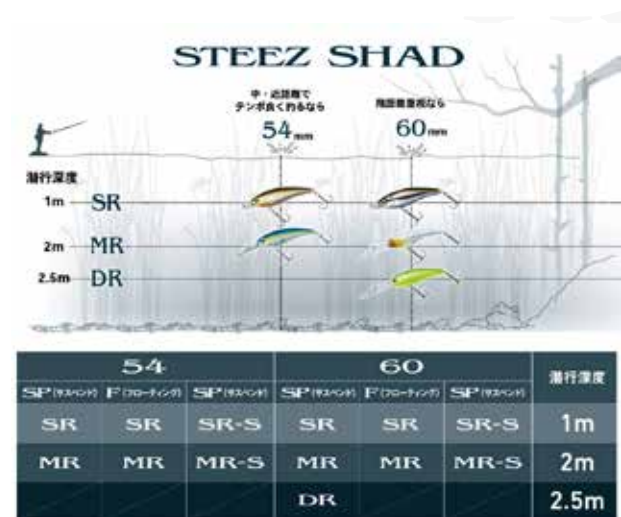 STEEZ SHAD
中・近距離で
テンポ良く釣るなら
飛距離重視なら
54mm
60mm
潜行深度
1m SR
2m MR
2.5m DR
54 60 潜行深度
SP(サスペンド) F(フローティング) SP(サスペンド) SP(サスペンド) F(フローティング) SP(サスペンド)
SR SR SR-S SR SR SR-S 1m
MR MR MR-S MR MR MR-S 2m
DR 2.5m